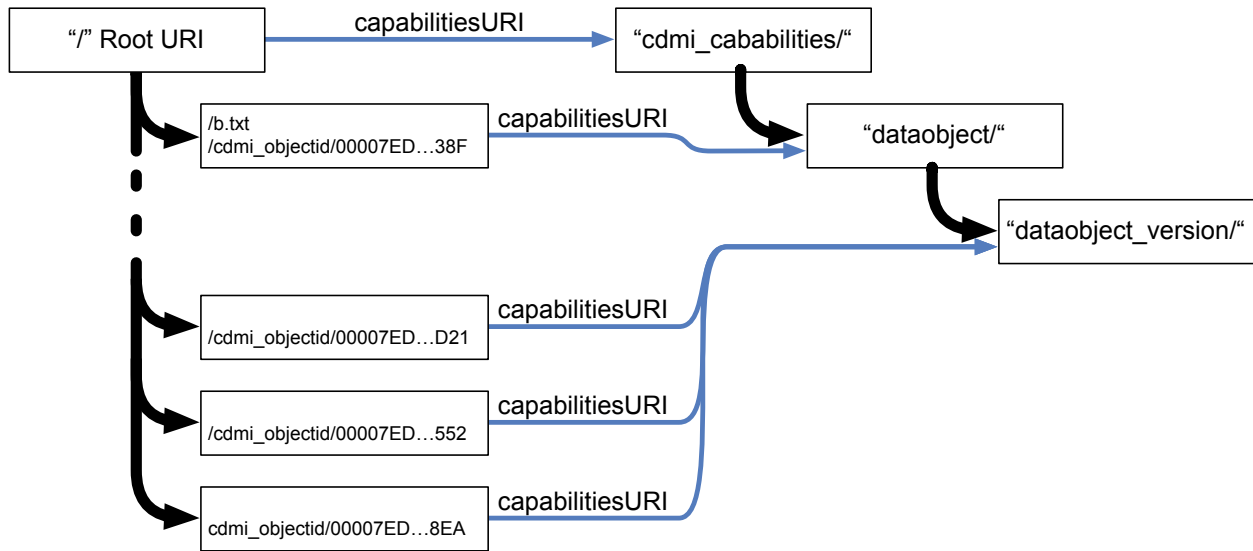 “/” Root URI
capabilitiesURI
“cdmi_cababilities/“
/b.txt
/cdmi_objectid/00007ED…38F
capabilitiesURI
“dataobject/“
“dataobject_version/“
/cdmi_objectid/00007ED…D21
capabilitiesURI
/cdmi_objectid/00007ED…552
capabilitiesURI
cdmi_objectid/00007ED…8EA
capabilitiesURI